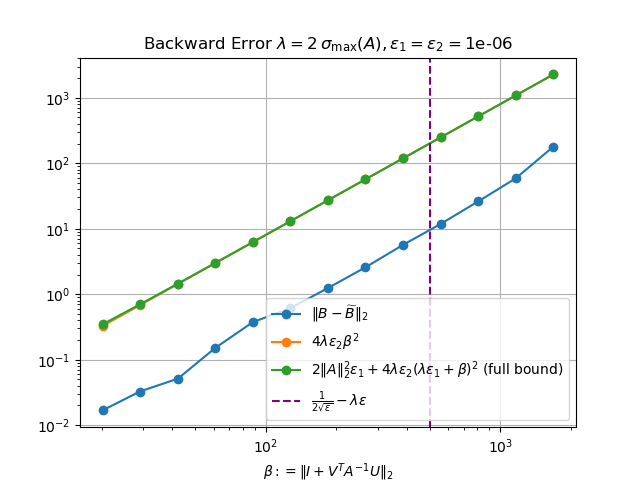 Backward Error λ = 2 σ_max(A), ε₁ = ε₂ = 1e-06
10³
10²
10¹
10⁰
10⁻¹
10⁻²
‖B − B̃‖₂
4λε₂β²
2‖A‖₂²ε₁ + 4λε₂(λε₁ + β)² (full bound)
1/(2√ε) − λε
10² 10³
β := ‖I + VᵀA⁻¹U‖₂